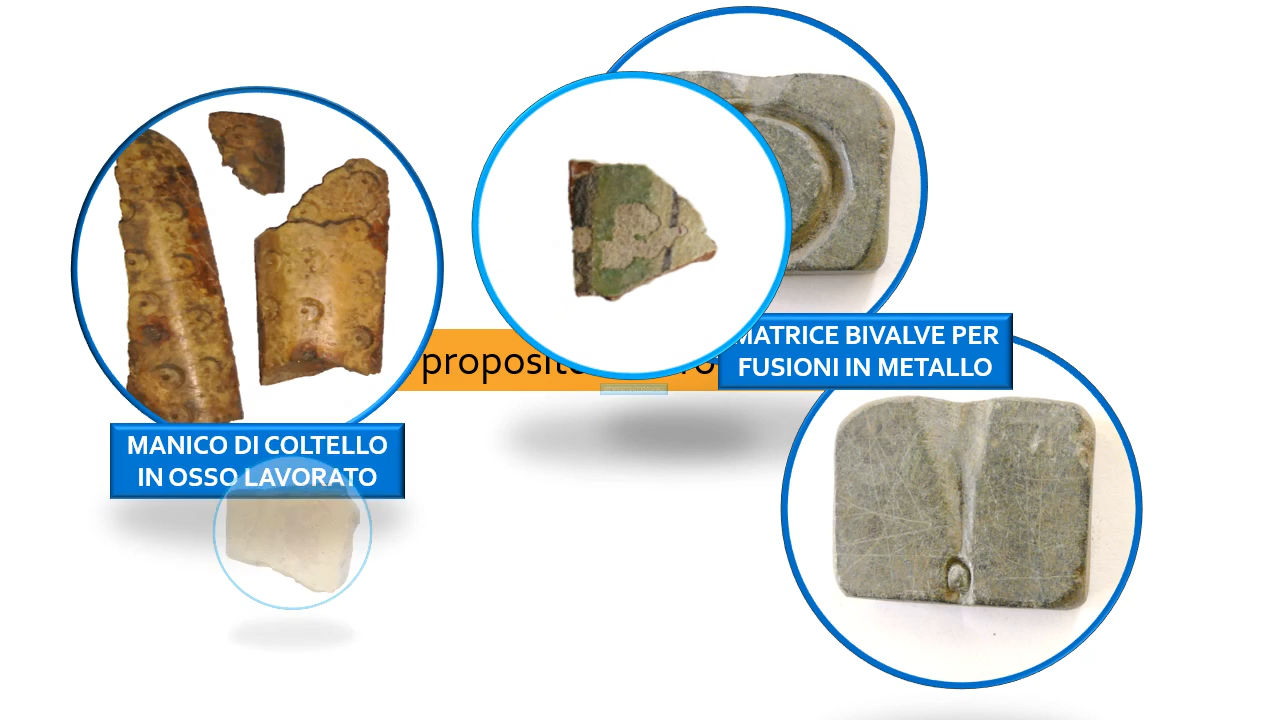 MATRICE BIVALVE PER
FUSIONI IN METALLO
MANICO DI COLTELLO
IN OSSO LAVORATO